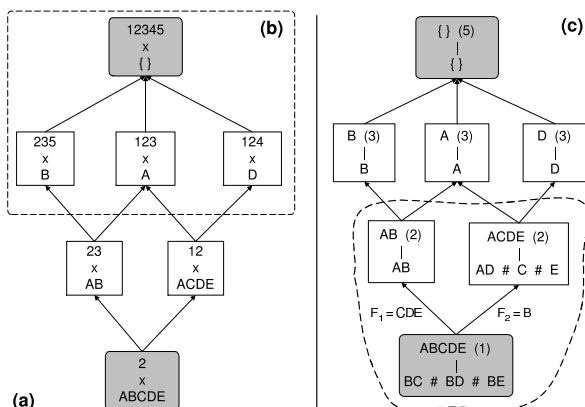 12345
x
{ }
(b)
235
x
B
123
x
A
124
x
D
23
x
AB
12
x
ACDE
2
x
ABCDE
(a)
{ } (5)
|
{ }
(c)
B (3)
|
B
A (3)
|
A
D (3)
|
D
AB (2)
|
AB
ACDE (2)
|
AD # C # E
F₁=CDE
F₂=B
ABCDE (1)
|
BC # BD # BE